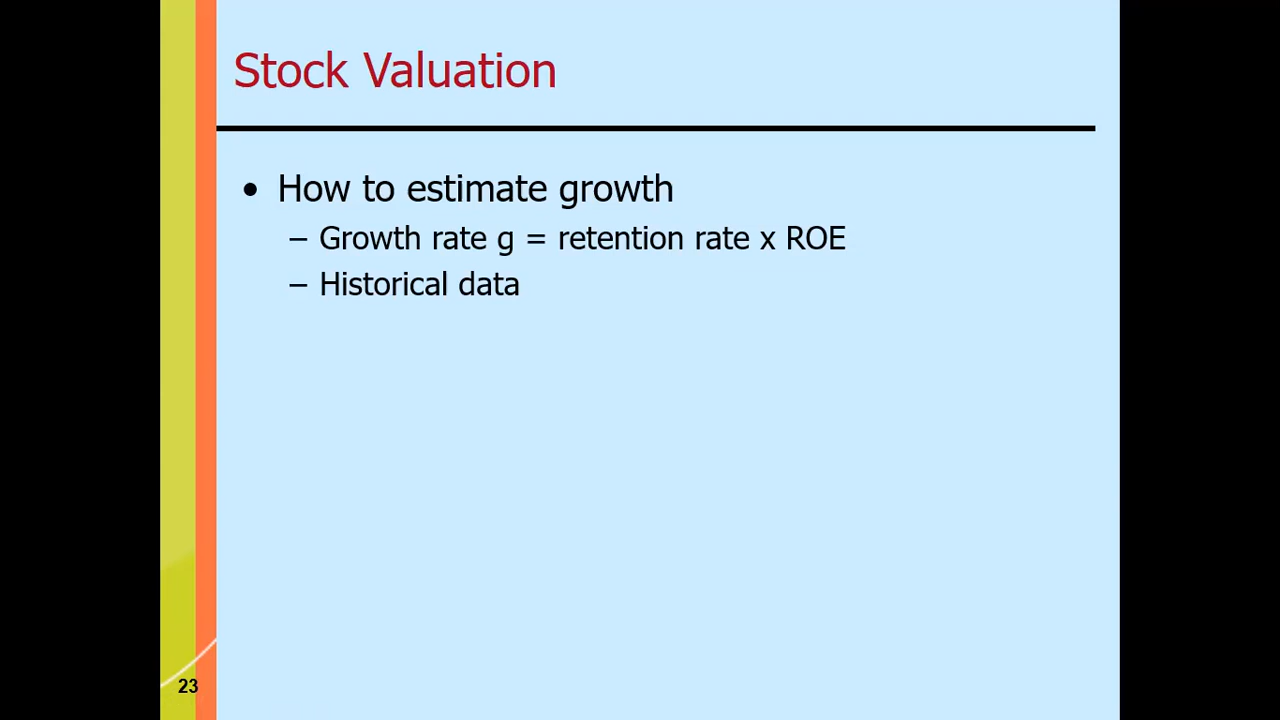 Stock Valuation
• How to estimate growth
– Growth rate g = retention rate x ROE
– Historical data
23